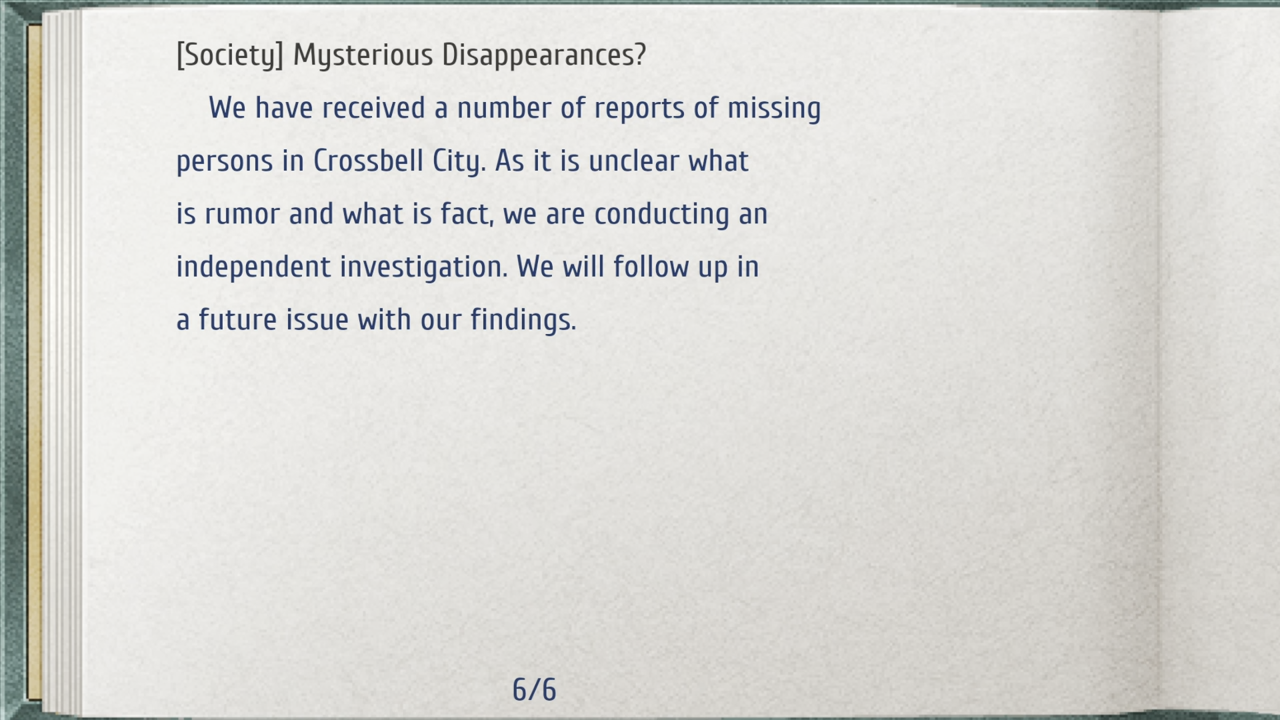 [Society] Mysterious Disappearances?
We have received a number of reports of missing
persons in Crossbell City. As it is unclear what
is rumor and what is fact, we are conducting an
independent investigation. We will follow up in
a future issue with our findings.
6/6